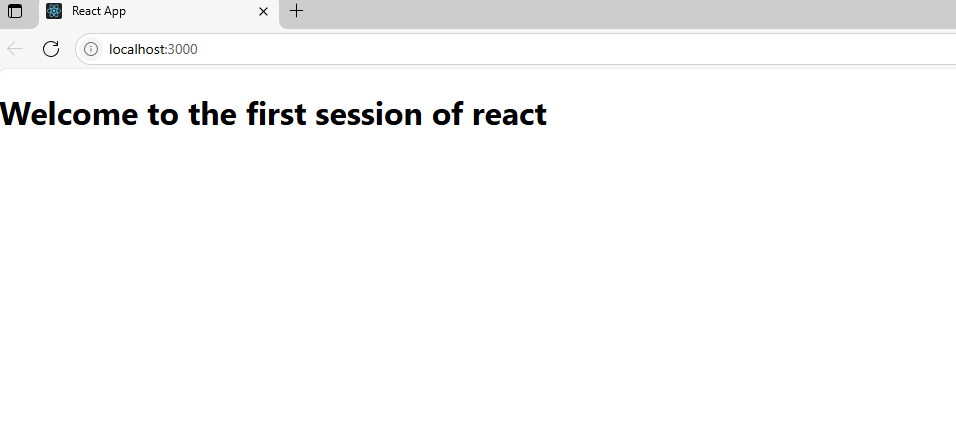 React App
localhost:3000
Welcome to the first session of react